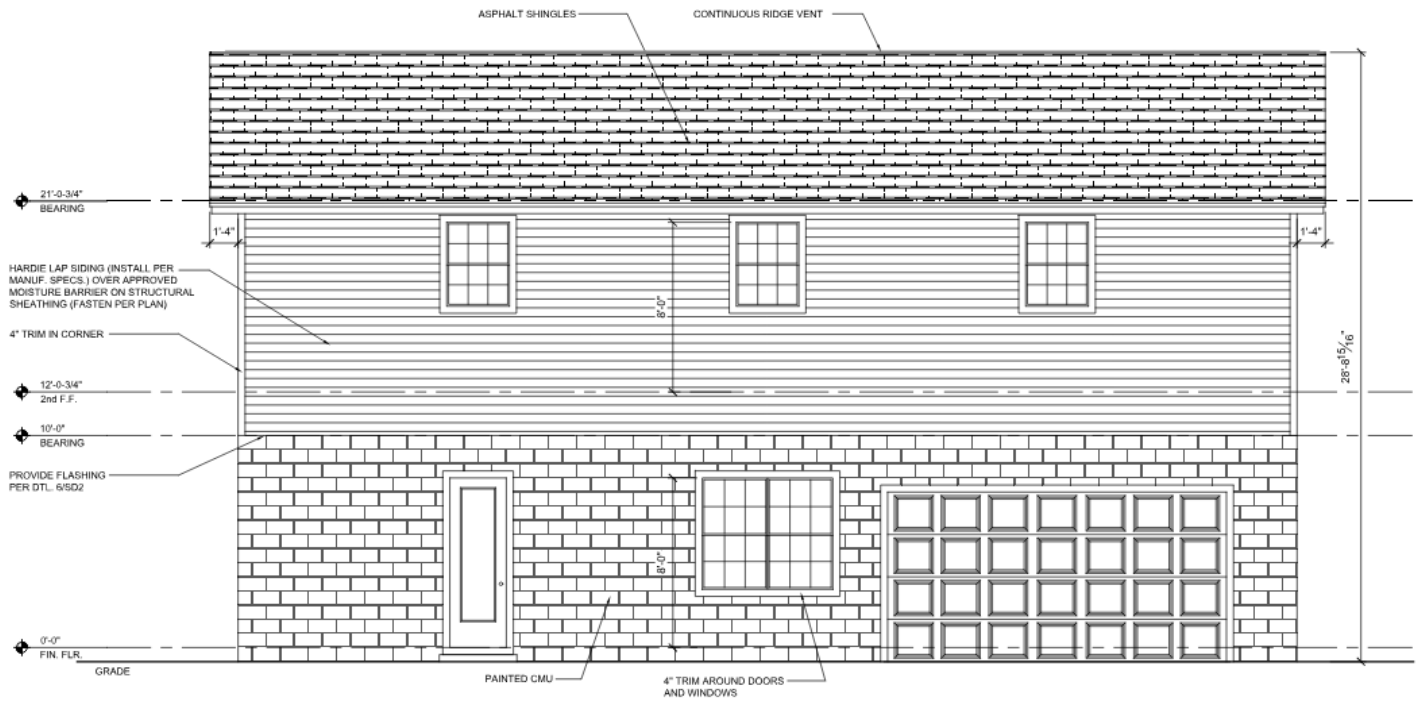 ASPHALT SHINGLES
CONTINUOUS RIDGE VENT
21'-0-3/4"
BEARING
1'-4"
1'-4"
HARDIE LAP SIDING (INSTALL PER
MANUF. SPECS.) OVER APPROVED
MOISTURE BARRIER ON STRUCTURAL
SHEATHING (FASTEN PER PLAN)
8'-0"
4" TRIM IN CORNER
28'-8 15/16"
12'-0-3/4"
2nd F.F.
10'-0"
BEARING
PROVIDE FLASHING
PER DTL. 6/SD2
8'-0"
0'-0"
FIN. FLR.
GRADE
PAINTED CMU
4" TRIM AROUND DOORS
AND WINDOWS